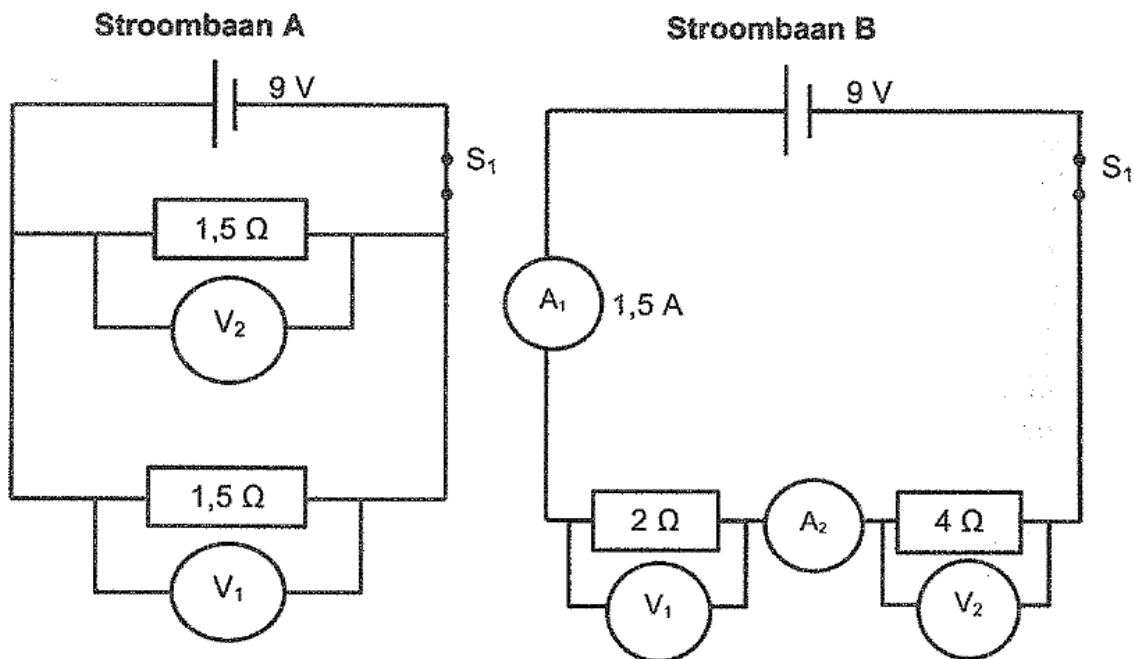 Stroombaan A
9 V
S₁
1,5 Ω
V₂
1,5 Ω
V₁
Stroombaan B
9 V
S₁
A₁
1,5 A
2 Ω
A₂
4 Ω
V₁
V₂